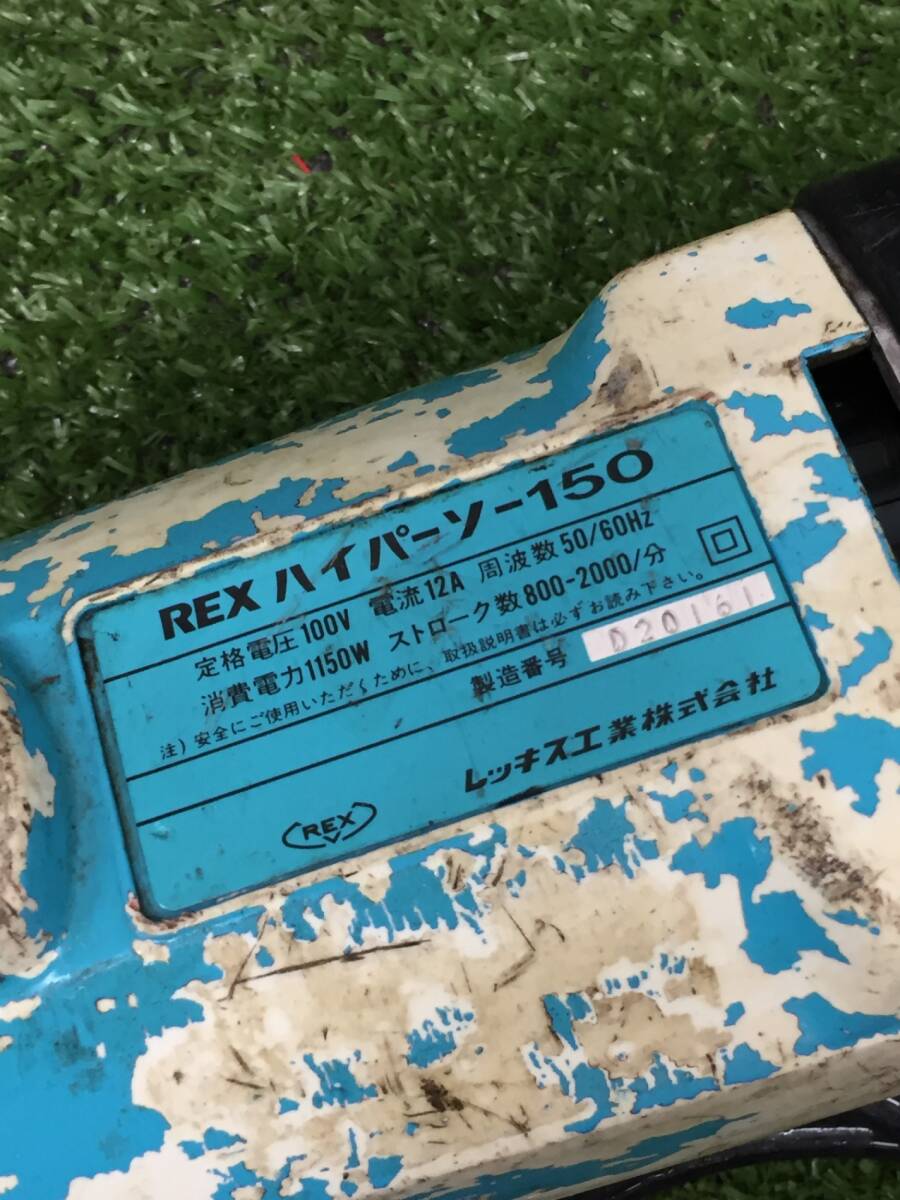 REX ハイパーソー150
定格電圧100V 電流12A 周波数50/60Hz
消費電力1150W ストローク数800-2000/分
注)安全にご使用いただくために、取扱説明書は必ずお読み下さい。
製造番号 D20161
REX レッキス工業株式会社